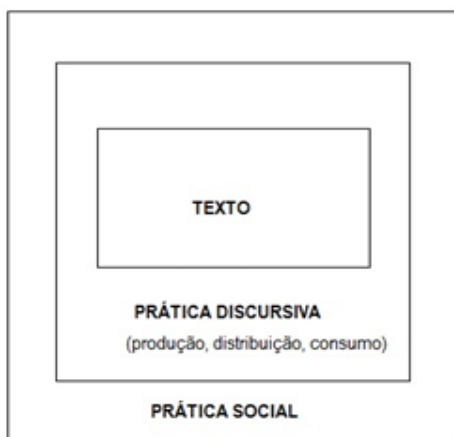 TEXTO
PRÁTICA DISCURSIVA
(produção, distribuição, consumo)
PRÁTICA SOCIAL